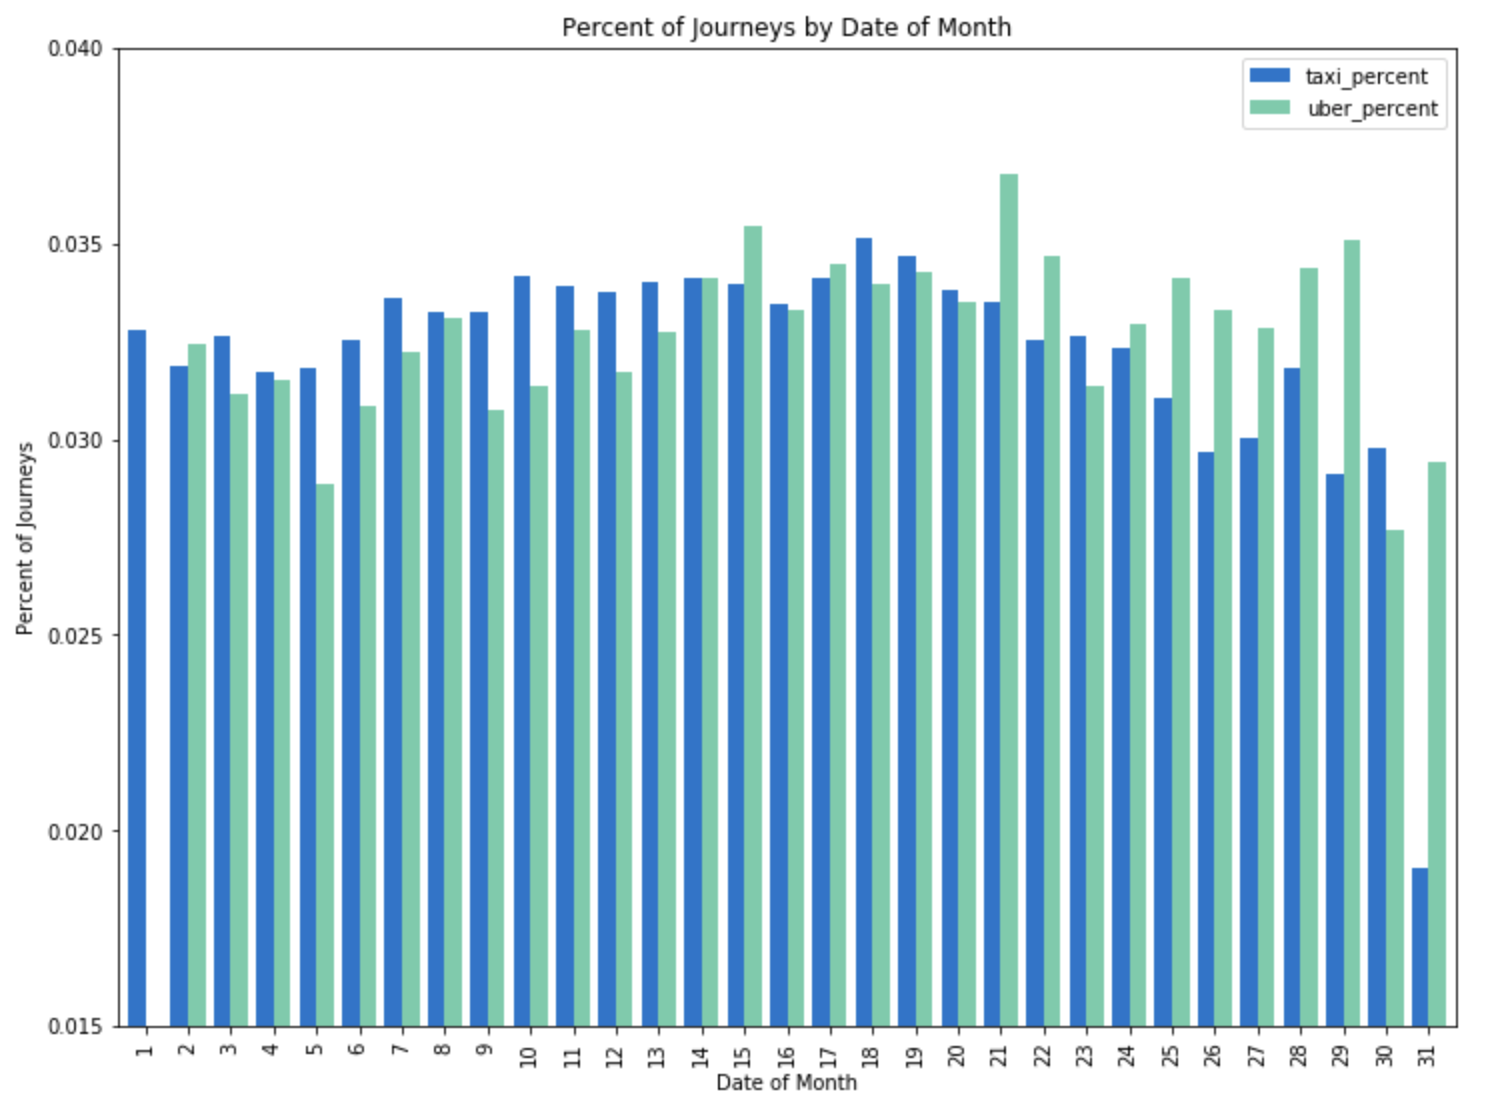 Percent of Journeys by Date of Month
taxi_percent
uber_percent
0.040
0.035
0.030
0.025
0.020
0.015
Percent of Journeys
1 2 3 4 5 6 7 8 9 10 11 12 13 14 15 16 17 18 19 20 21 22 23 24 25 26 27 28 29 30 31
Date of Month